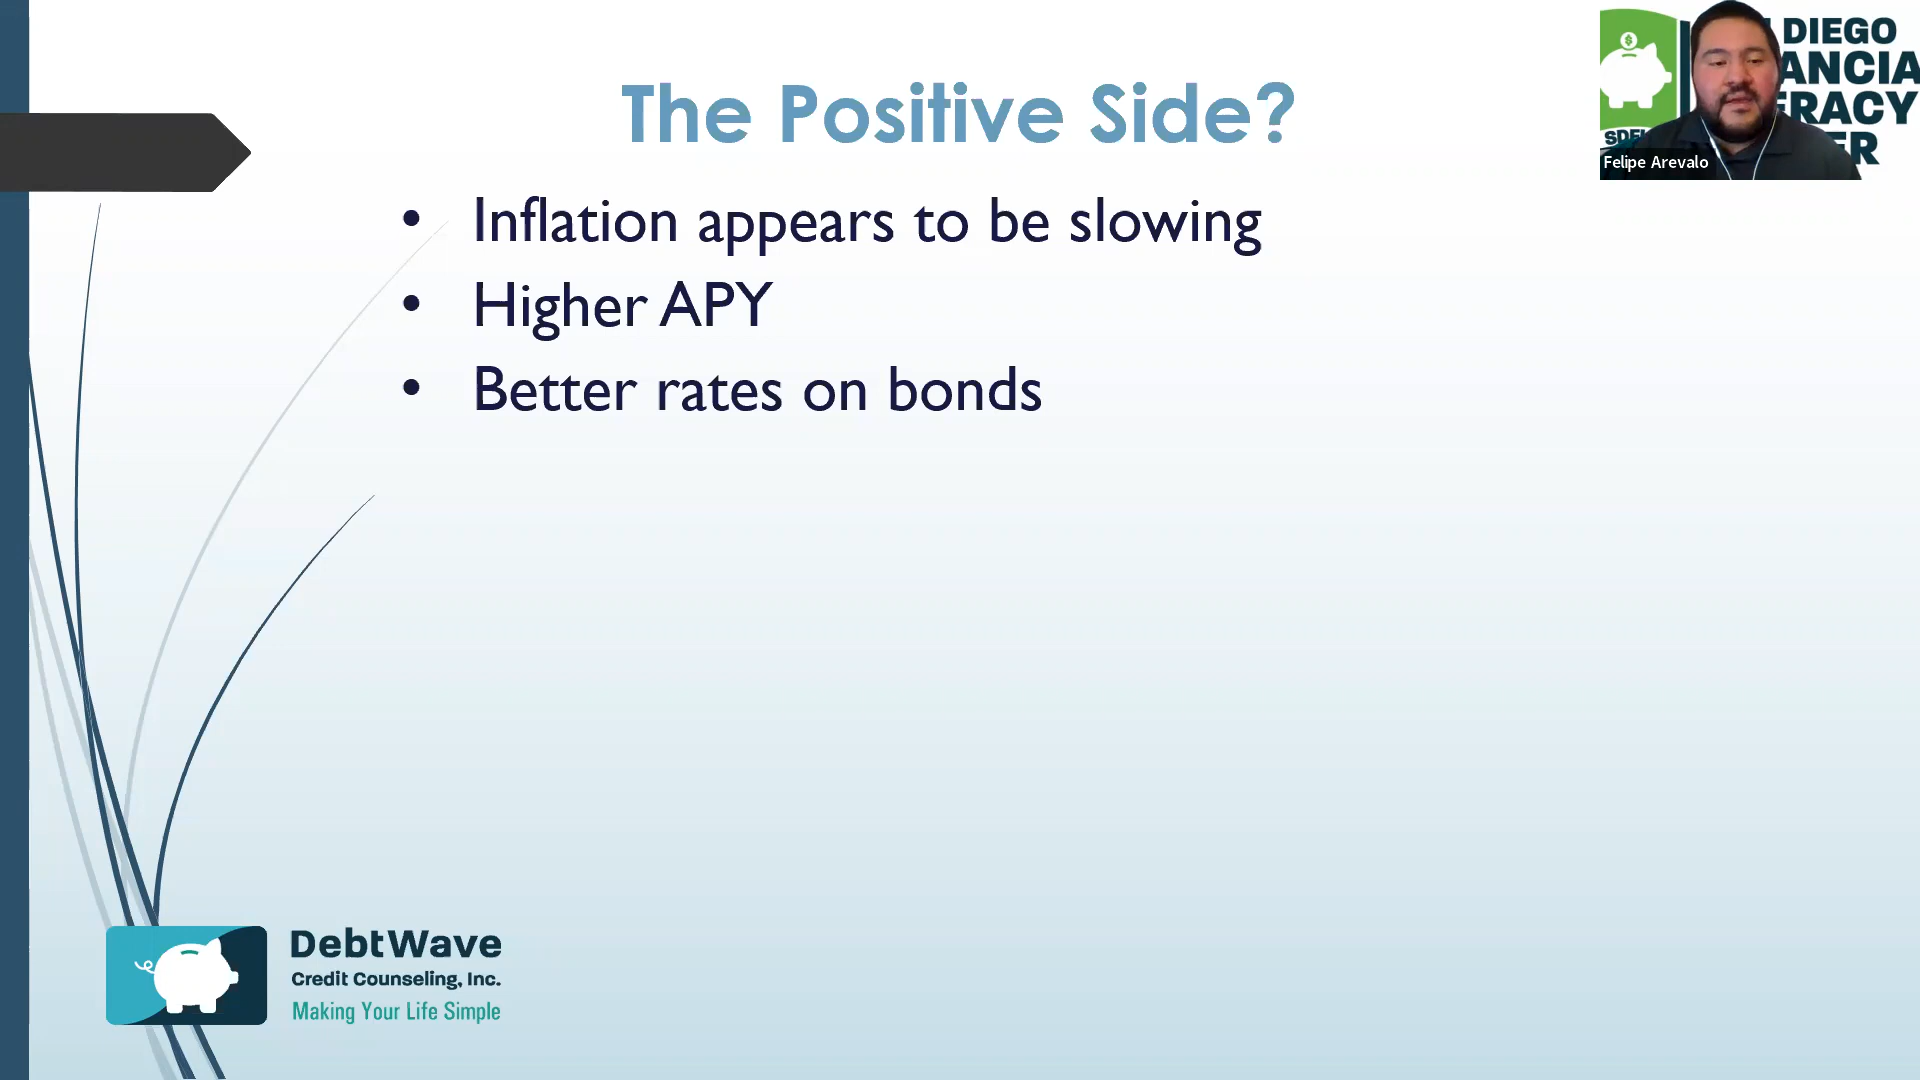 The Positive Side?
• Inflation appears to be slowing
• Higher APY
• Better rates on bonds
DIEGO
ANCIA
RACY
ER
Felipe Arevalo
DebtWave
Credit Counseling, Inc.
Making Your Life Simple